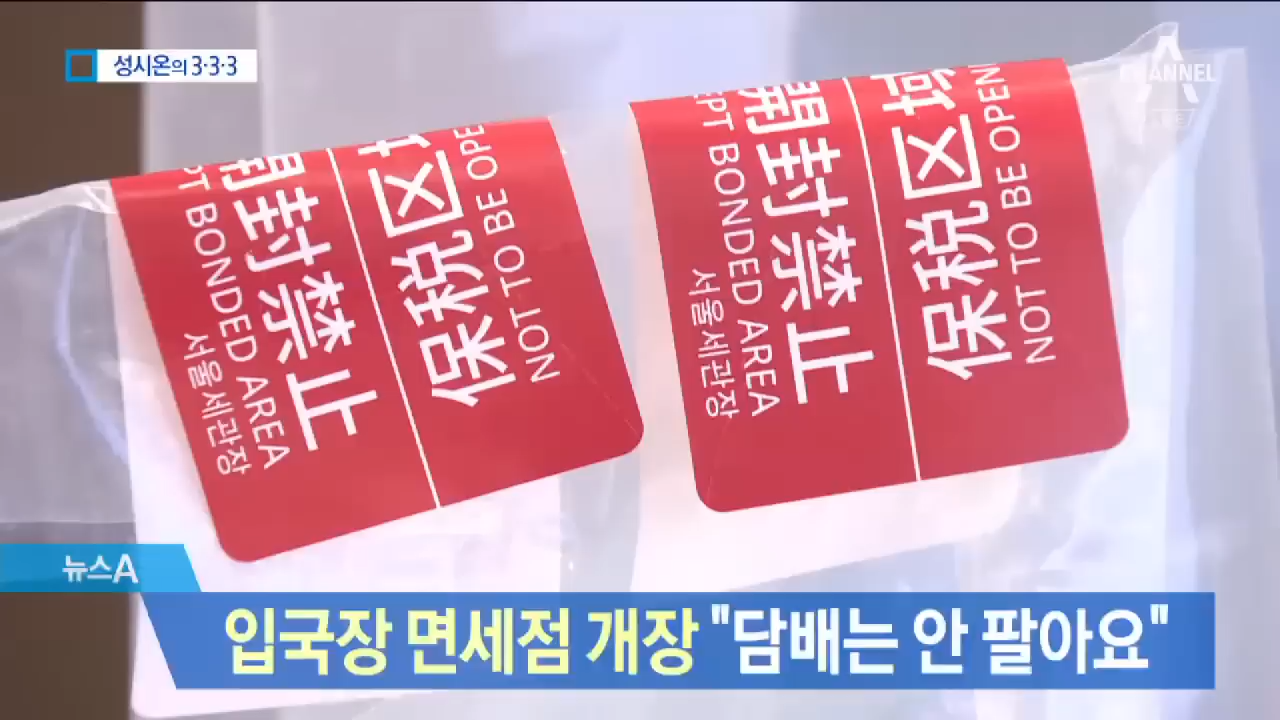 성시온의 3·3·3
CHANNEL A
開封禁止
PT BONDED AREA
서울세관장
保税区
NOT TO BE OPE
開封禁止
EPT BONDED AREA
서울세관장
保税区
NOT TO BE OPEN
뉴스A
입국장 면세점 개장 "담배는 안 팔아요"